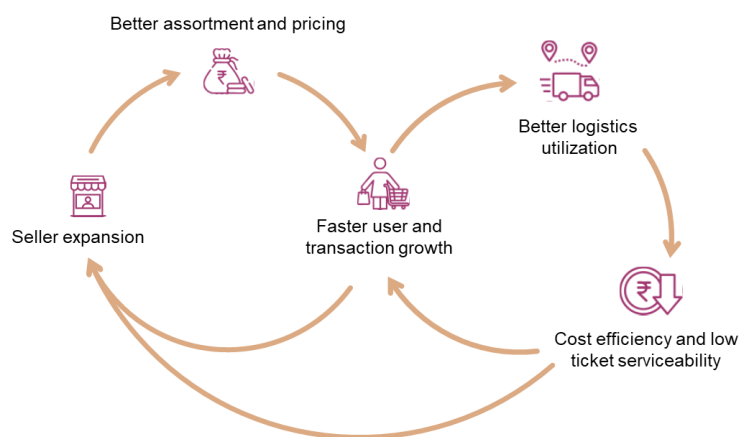 Better assortment and pricing
₹
Better logistics
utilization
Seller expansion
Faster user and
transaction growth
₹
Cost efficiency and low
ticket serviceability